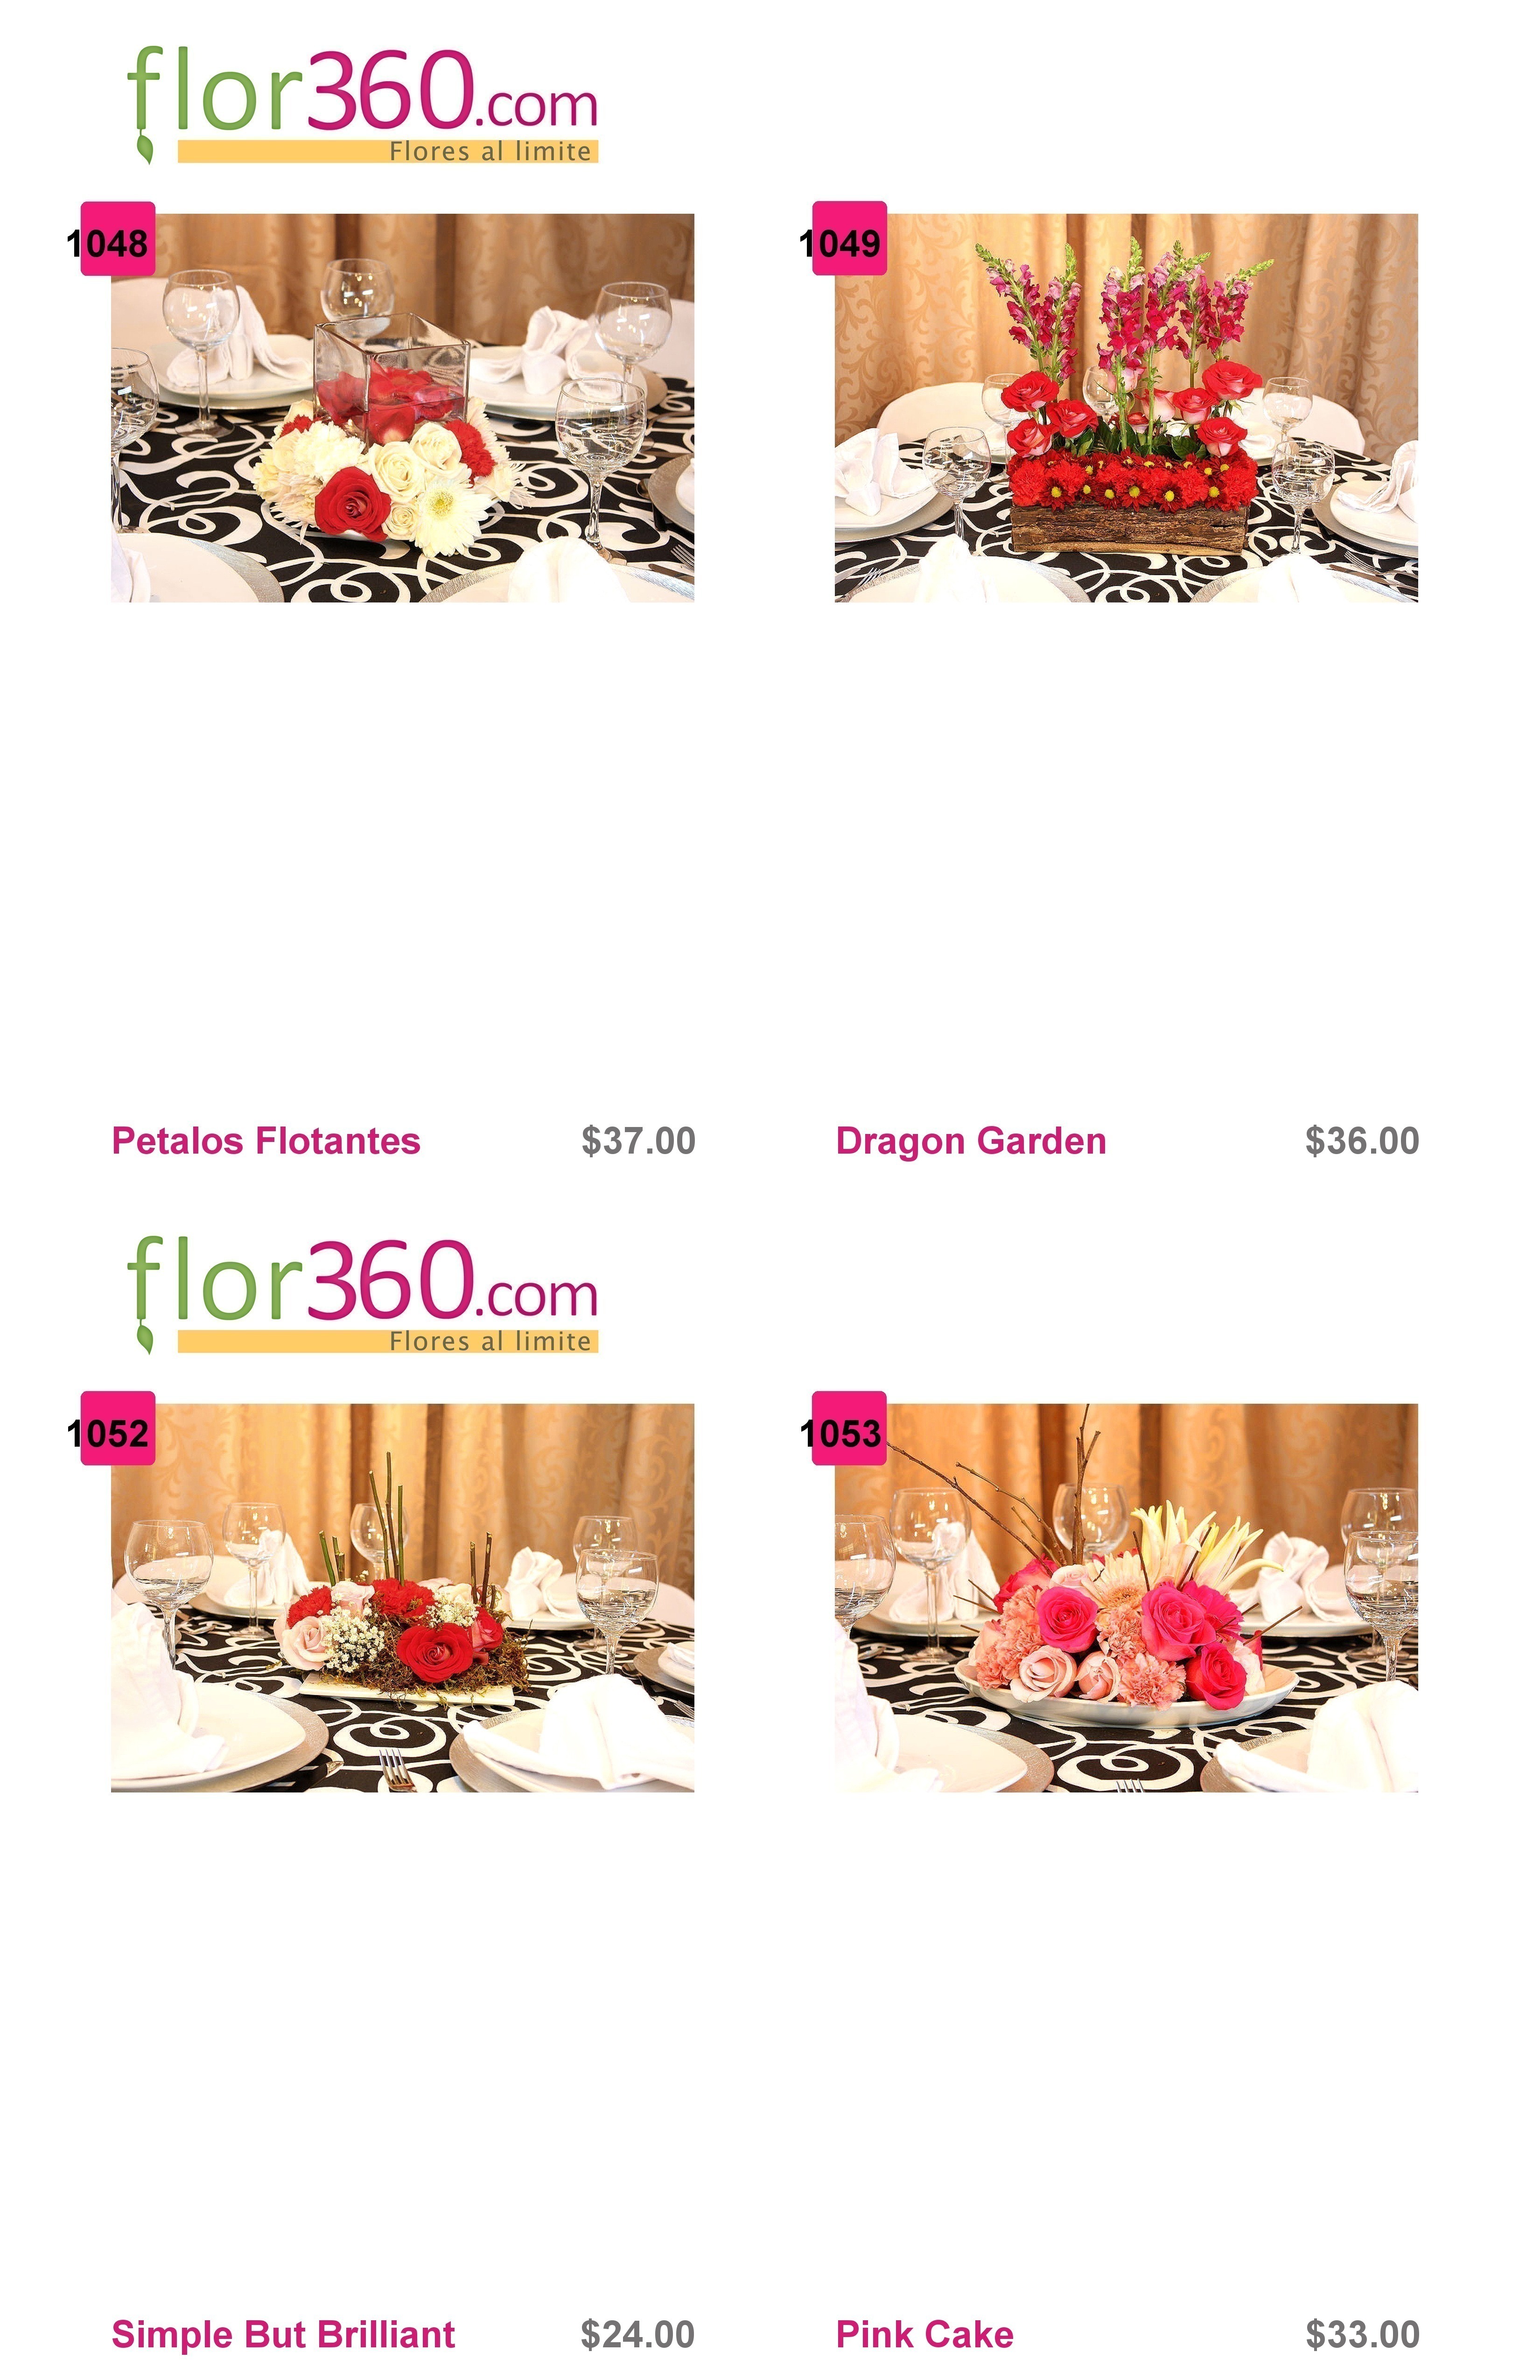 flor360.com
Flores al limite
1048
1049
Petalos Flotantes $37.00
Dragon Garden $36.00
flor360.com
Flores al limite
1052
1053
Simple But Brilliant $24.00
Pink Cake $33.00